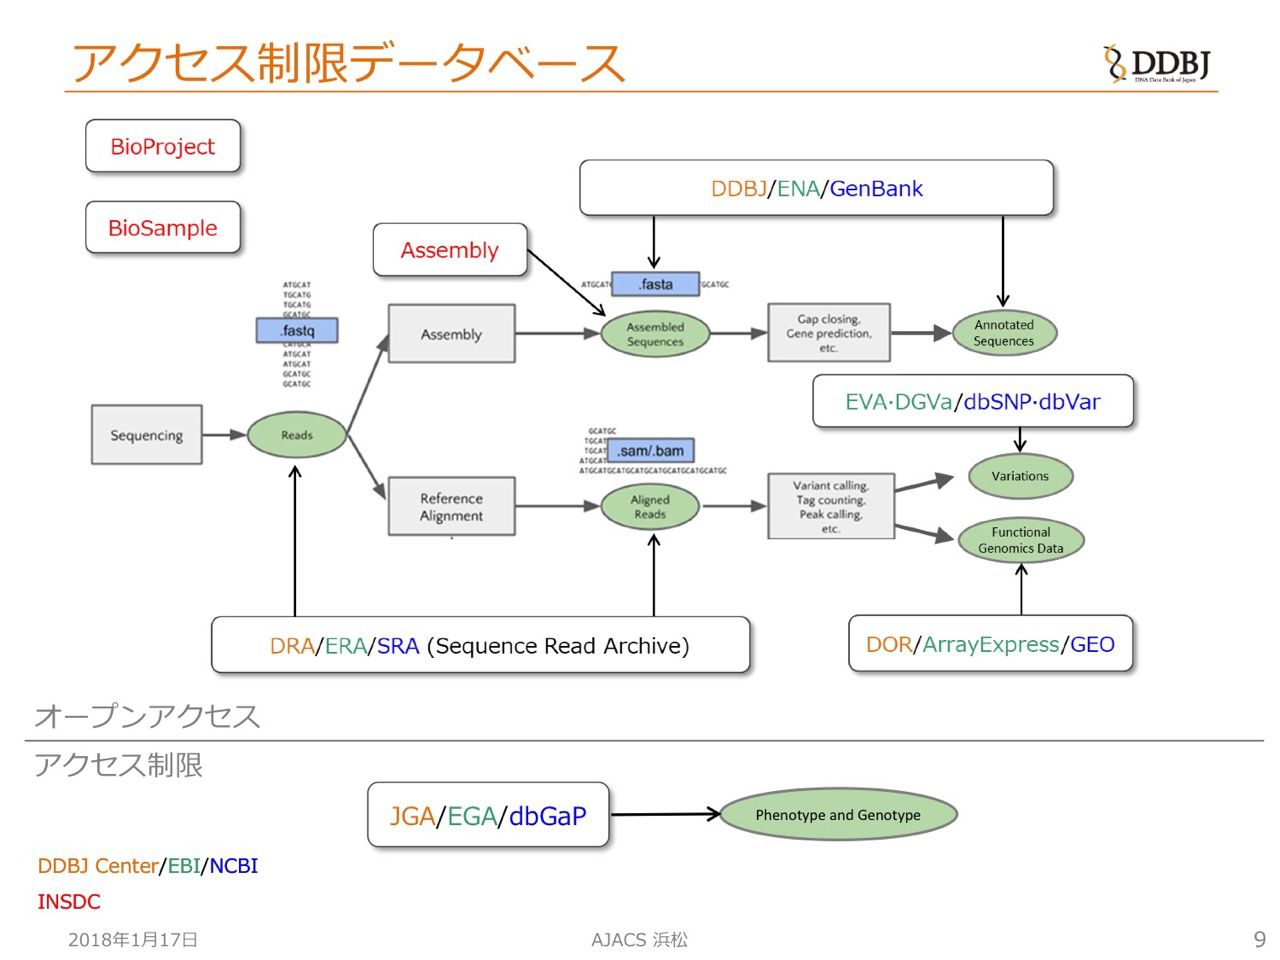 アクセス制限データベース
DDBJ
DNA Data Bank of Japan
BioProject
BioSample
DDBJ/ENA/GenBank
Assembly
ATGCAT
TGCATG
TGCATG
GCATGC
.fastq
CATGCA
ATGCAT
ATGCAT
GCATGC
GCATGC
Assembly
ATGCATG
.fasta
GCATGC
Assembled
Sequences
Gap closing,
Gene prediction,
etc.
Annotated
Sequences
EVA·DGVa/dbSNP·dbVar
Sequencing
Reads
GCATGC
TGCAT
TGCAT
ATGCAT
.sam/.bam
ATGCATGCATGCATGCATGCATGCATGC
Reference
Alignment
Aligned
Reads
Variant calling,
Tag counting,
Peak calling,
etc.
Variations
Functional
Genomics Data
DRA/ERA/SRA (Sequence Read Archive)
DOR/ArrayExpress/GEO
オープンアクセス
アクセス制限
JGA/EGA/dbGaP
Phenotype and Genotype
DDBJ Center/EBI/NCBI
INSDC
2018年1月17日
AJACS 浜松
9